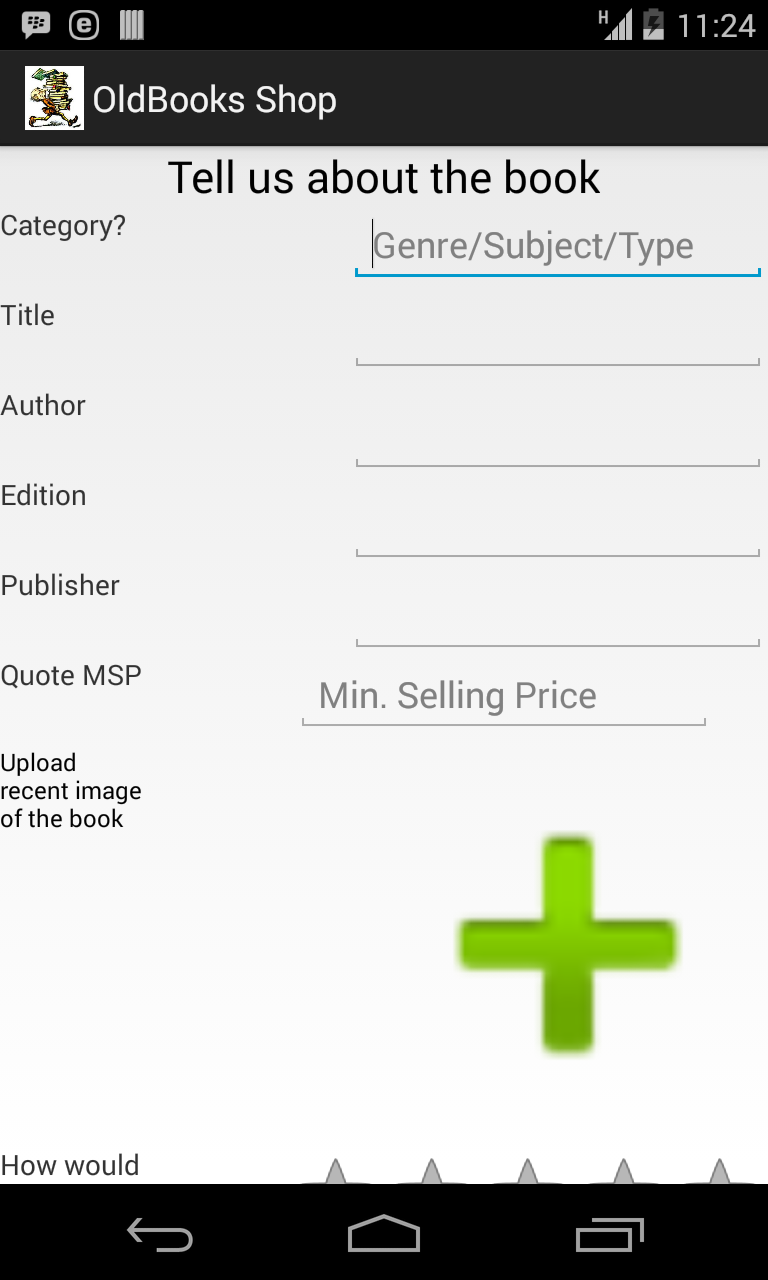 H 11:24
OldBooks Shop
Tell us about the book
Category?
Genre/Subject/Type
Title
Author
Edition
Publisher
Quote MSP
Min. Selling Price
Upload
recent image
of the book
How would